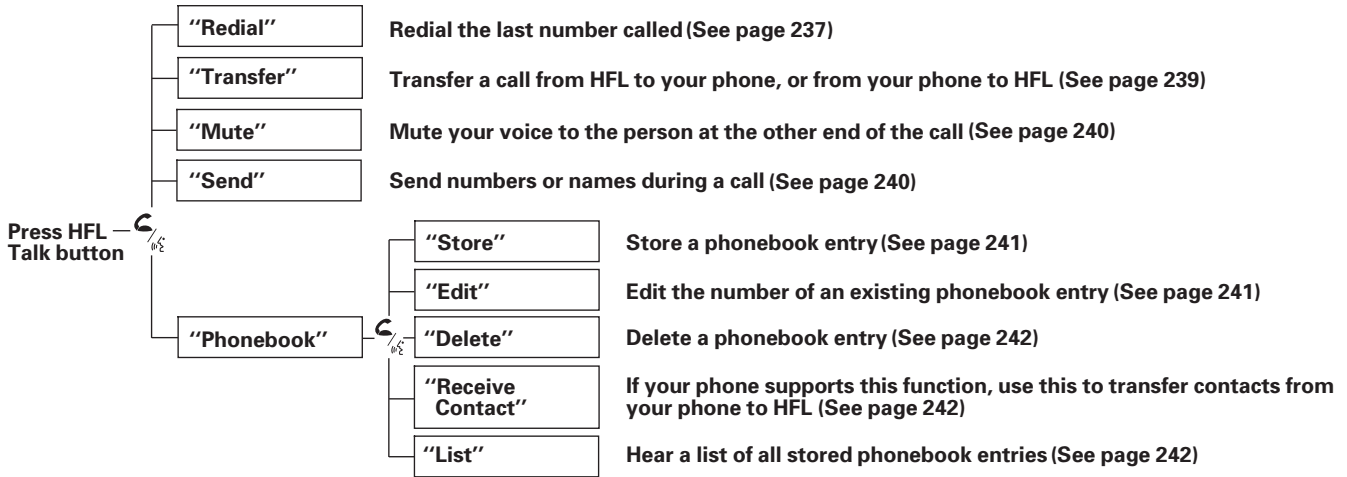 "Redial" Redial the last number called (See page 237)
"Transfer" Transfer a call from HFL to your phone, or from your phone to HFL (See page 239)
"Mute" Mute your voice to the person at the other end of the call (See page 240)
"Send" Send numbers or names during a call (See page 240)
Press HFL
Talk button
"Phonebook"
"Store" Store a phonebook entry (See page 241)
"Edit" Edit the number of an existing phonebook entry (See page 241)
"Delete" Delete a phonebook entry (See page 242)
"Receive
Contact"
If your phone supports this function, use this to transfer contacts from
your phone to HFL (See page 242)
"List" Hear a list of all stored phonebook entries (See page 242)